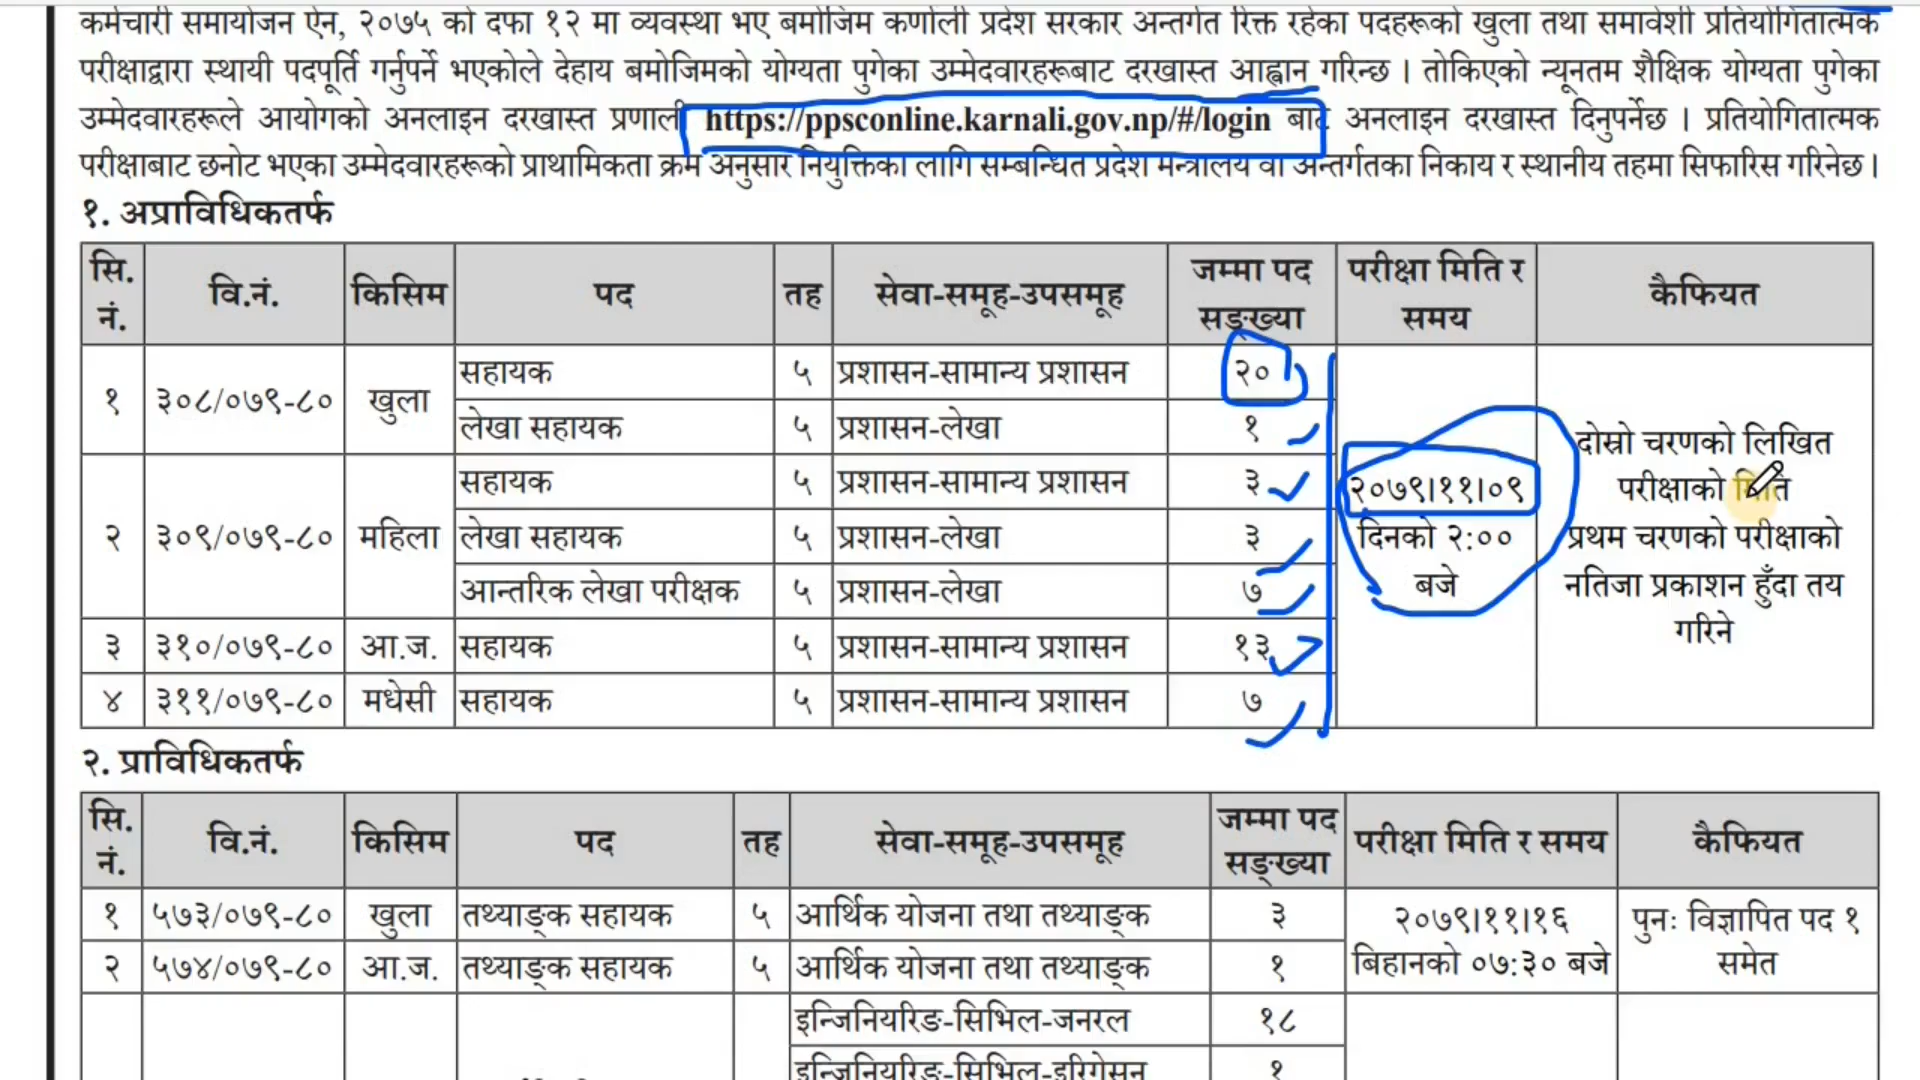 कर्मचारी समायोजन ऐन, २०७५ को दफा १२ मा व्यवस्था भए बमोजिम कर्णाली प्रदेश सरकार अन्तर्गत रिक्त रहेका पदहरूको खुला तथा समावेशी प्रतियोगितात्मक
परीक्षाद्वारा स्थायी पदपूर्ति गर्नुपर्ने भएकोले देहाय बमोजिमको योग्यता पुगेका उम्मेदवारहरूबाट दरखास्त आह्वान गरिन्छ । तोकिएको न्यूनतम शैक्षिक योग्यता पुगेका
उम्मेदवारहरूले आयोगको अनलाइन दरखास्त प्रणाली https://ppsconline.karnali.gov.np/#/login बाट अनलाइन दरखास्त दिनुपर्नेछ । प्रतियोगितात्मक
परीक्षाबाट छनोट भएका उम्मेदवारहरूको प्राथामिकता क्रम अनुसार नियुक्तिका लागि सम्बन्धित प्रदेश मन्त्रालय वा अन्तर्गतका निकाय र स्थानीय तहमा सिफारिस गरिनेछ ।
१. अप्राविधिकतर्फ
सि. नं. वि.नं. किसिम पद तह सेवा-समूह-उपसमूह जम्मा पद सङ्ख्या परीक्षा मिति र समय कैफियत
१ ३०८/०७९-८० खुला सहायक ५ प्रशासन-सामान्य प्रशासन २०
लेखा सहायक ५ प्रशासन-लेखा १
२ ३०९/०७९-८० महिला सहायक ५ प्रशासन-सामान्य प्रशासन ३
लेखा सहायक ५ प्रशासन-लेखा ३
आन्तरिक लेखा परीक्षक ५ प्रशासन-लेखा ७
३ ३१०/०७९-८० आ.ज. सहायक ५ प्रशासन-सामान्य प्रशासन १३
४ ३११/०७९-८० मधेसी सहायक ५ प्रशासन-सामान्य प्रशासन ७
२०७९।११।०९
दिनको २:००
बजे
दोस्रो चरणको लिखित
परीक्षाको मिति
प्रथम चरणको परीक्षाको
नतिजा प्रकाशन हुँदा तय
गरिने
२. प्राविधिकतर्फ
सि. नं. वि.नं. किसिम पद तह सेवा-समूह-उपसमूह जम्मा पद सङ्ख्या परीक्षा मिति र समय कैफियत
१ ५७३/०७९-८० खुला तथ्याङ्क सहायक ५ आर्थिक योजना तथा तथ्याङ्क ३
२ ५७४/०७९-८० आ.ज. तथ्याङ्क सहायक ५ आर्थिक योजना तथा तथ्याङ्क १
२०७९।११।१६
बिहानको ०७:३० बजे
पुनः विज्ञापित पद १
समेत
इन्जिनियरिङ-सिभिल-जनरल १८
इन्जिनियरिङ-सिभिल-इरिगेसन १